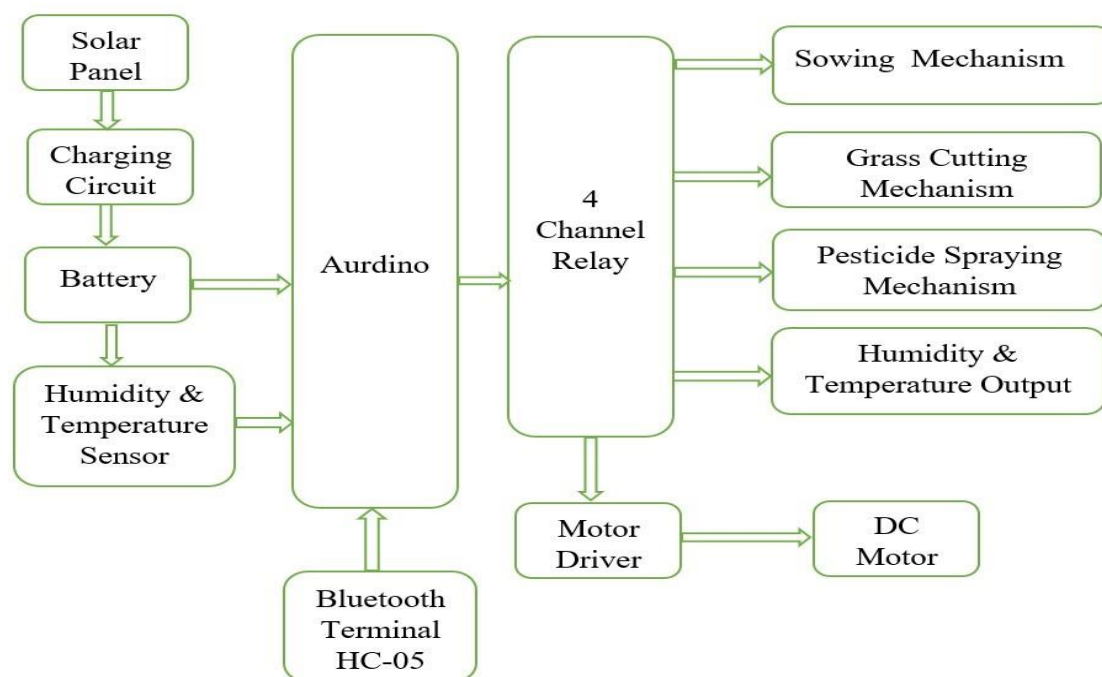 Solar
Panel
Charging
Circuit
Battery
Humidity &
Temperature
Sensor
Aurdino
Bluetooth
Terminal
HC-05
4
Channel
Relay
Sowing Mechanism
Grass Cutting
Mechanism
Pesticide Spraying
Mechanism
Humidity &
Temperature Output
Motor
Driver
DC
Motor